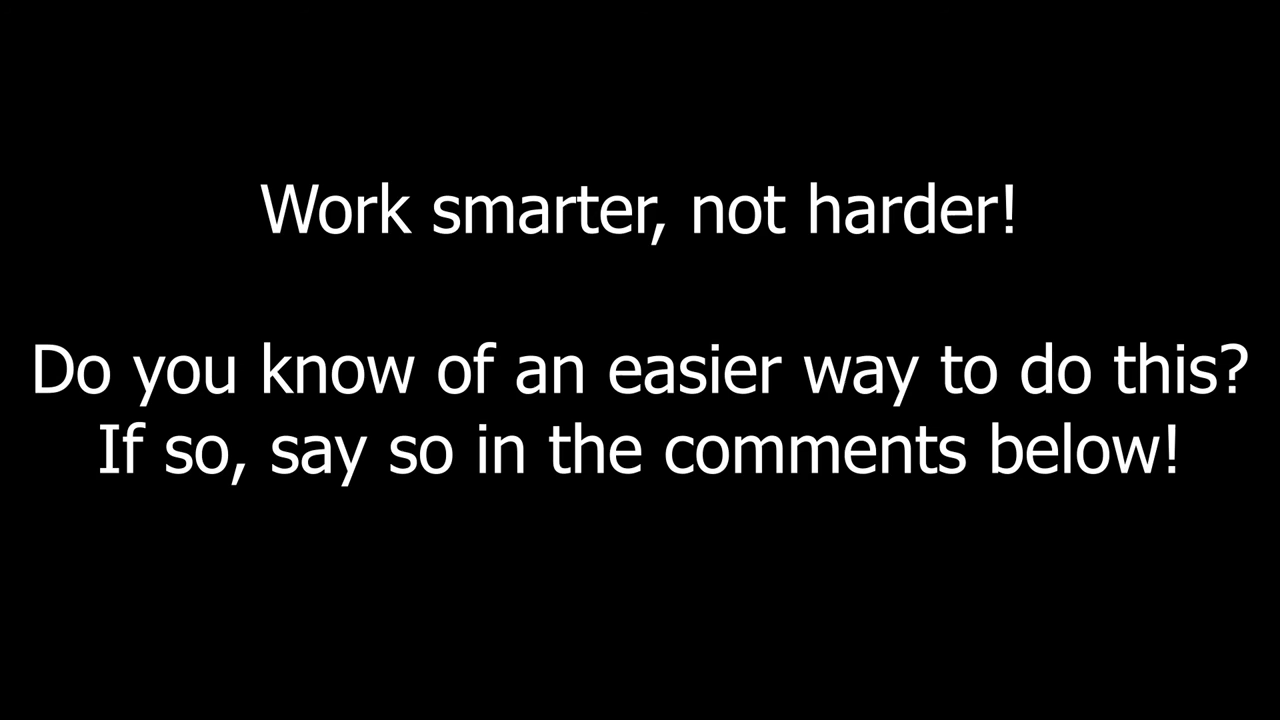 Work smarter, not harder!
Do you know of an easier way to do this?
If so, say so in the comments below!